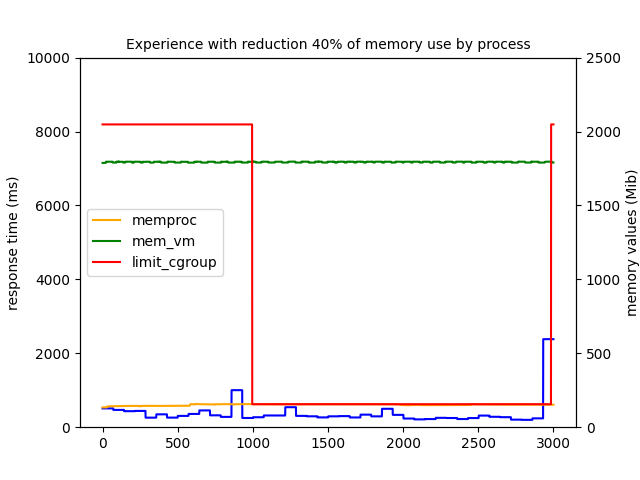 Experience with reduction 40% of memory use by process
10000
8000
6000
4000
2000
0
response time (ms)
2500
2000
1500
1000
500
0
memory values (Mib)
memproc
mem_vm
limit_cgroup
0 500 1000 1500 2000 2500 3000